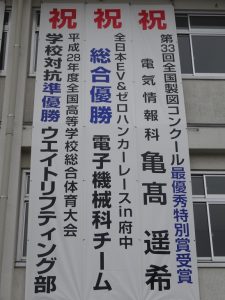 祝
第33回全国製図コンクール最優秀特別賞受賞
電気情報科 亀髙 遥希
祝
全日本EV&ゼロハンカーレースin府中
総合優勝 電子機械科チーム
祝
平成28年度全国高等学校総合体育大会
学校対抗準優勝 ウエイトリフティング部